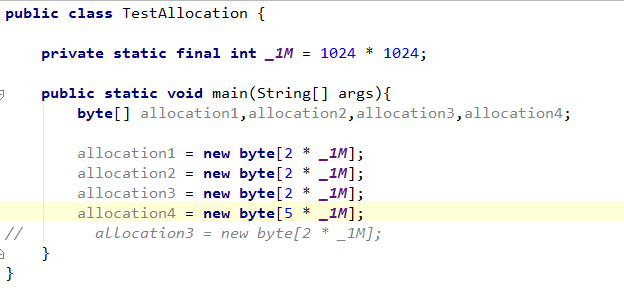 public class TestAllocation {
private static final int _1M = 1024 * 1024;
public static void main(String[] args){
byte[] allocation1,allocation2,allocation3,allocation4;
allocation1 = new byte[2 * _1M];
allocation2 = new byte[2 * _1M];
allocation3 = new byte[2 * _1M];
allocation4 = new byte[5 * _1M];
// allocation3 = new byte[2 * _1M];
}
}